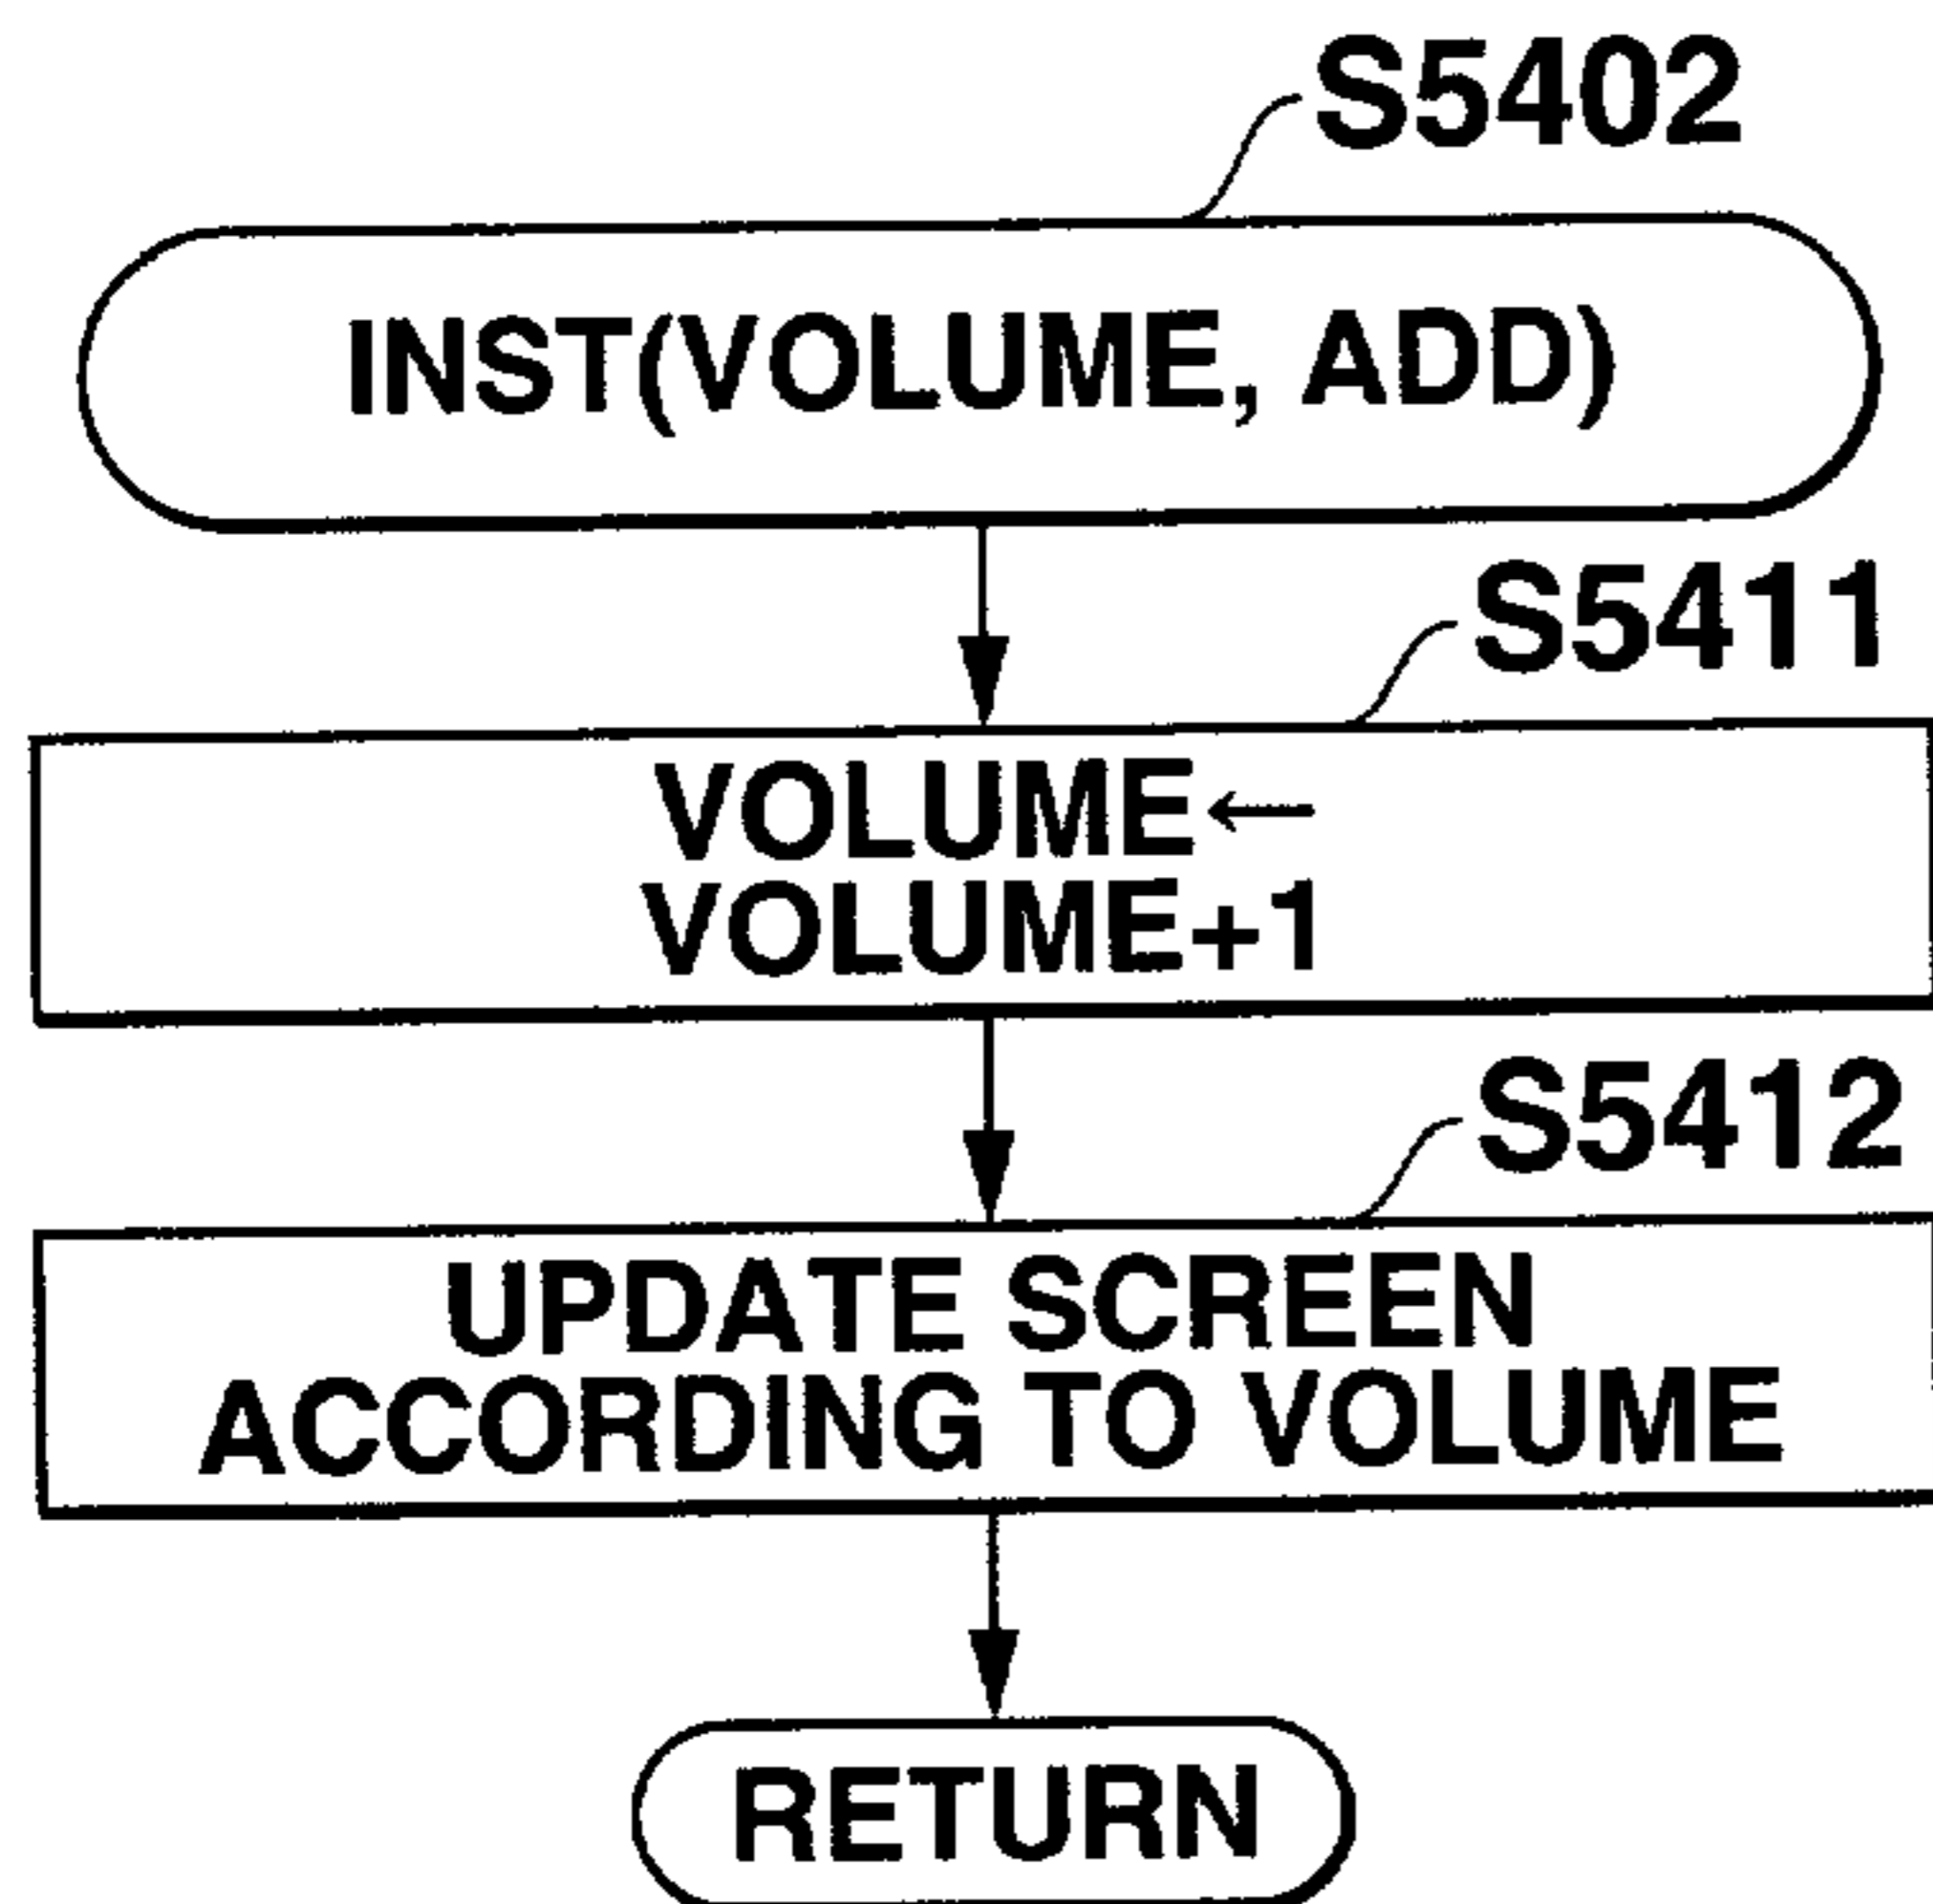 S5402
INST(VOLUME, ADD)
S5411
VOLUME←
VOLUME+1
S5412
UPDATE SCREEN
ACCORDING TO VOLUME
RETURN